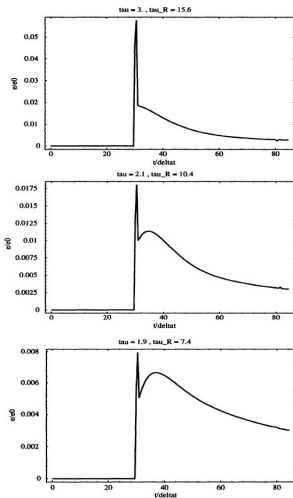 tau = 3. , tau_R = 15.6
0.05
0.04
0.03
0.02
0.01
0
e/e0
0 20 40 60 80
t/deltat
tau = 2.1 , tau_R = 10.4
0.0175
0.015
0.0125
0.01
0.0075
0.005
0.0025
0
e/e0
0 20 40 60 80
t/deltat
tau = 1.9 , tau_R = 7.4
0.008
0.006
0.004
0.002
0
e/e0
0 20 40 60 80
t/deltat